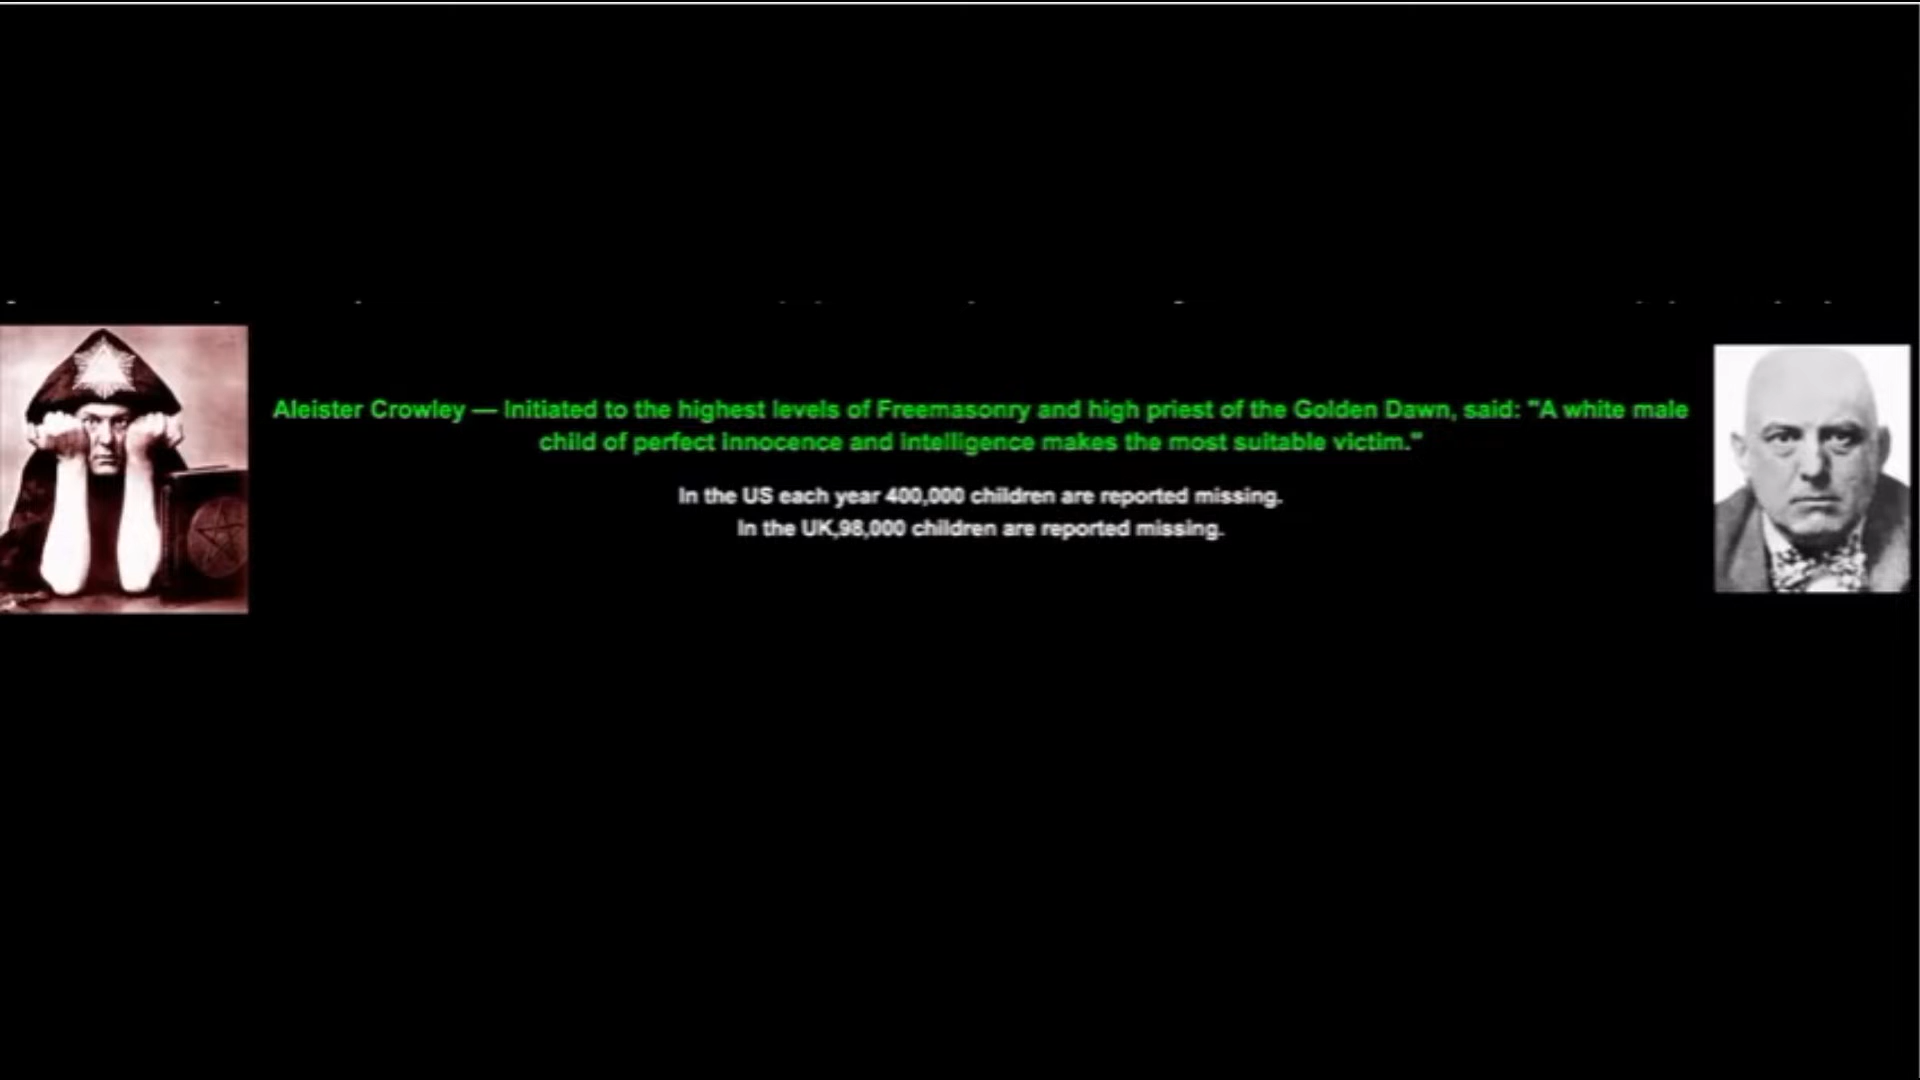 Aleister Crowley — Initiated to the highest levels of Freemasonry and high priest of the Golden Dawn, said: "A white male
child of perfect innocence and intelligence makes the most suitable victim."
In the US each year 400,000 children are reported missing.
In the UK,98,000 children are reported missing.